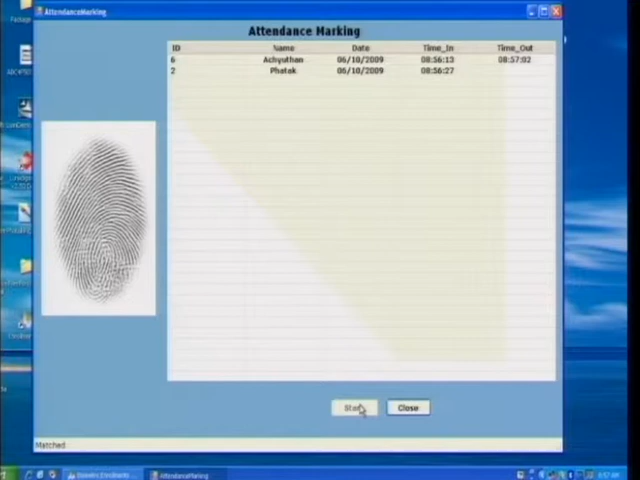 AttendanceMarking
Attendance Marking
ID Name Date Time_In Time_Out
6 Achyuthan 06/10/2009 08:56:13 08:57:02
2 Phatak 06/10/2009 08:56:27
Close
Matched
AttendanceMarking